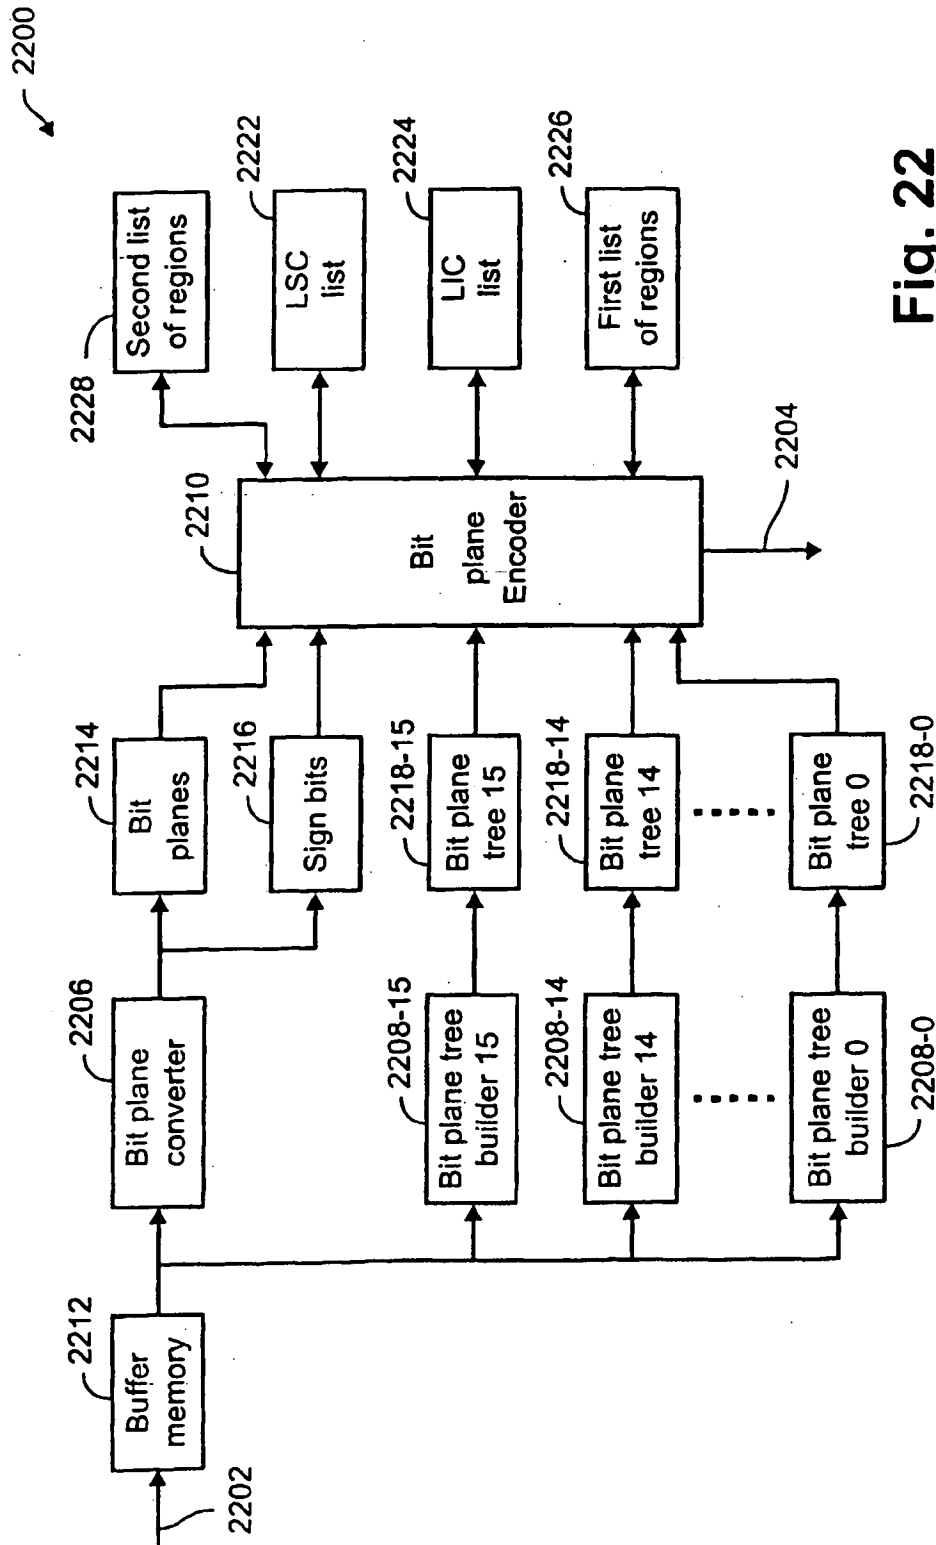 2200
2202
2212
Buffer
memory
2206
Bit plane
converter
2214
Bit
planes
2216
Sign bits
2208-15
Bit plane tree
builder 15
2218-15
Bit plane
tree 15
2208-14
Bit plane tree
builder 14
2218-14
Bit plane
tree 14
Bit plane tree
builder 0
2208-0
Bit plane
tree 0
2218-0
2210
Bit
plane
Encoder
2204
2228
Second list
of regions
2222
LSC
list
2224
LIC
list
2226
First list
of regions
Fig. 22